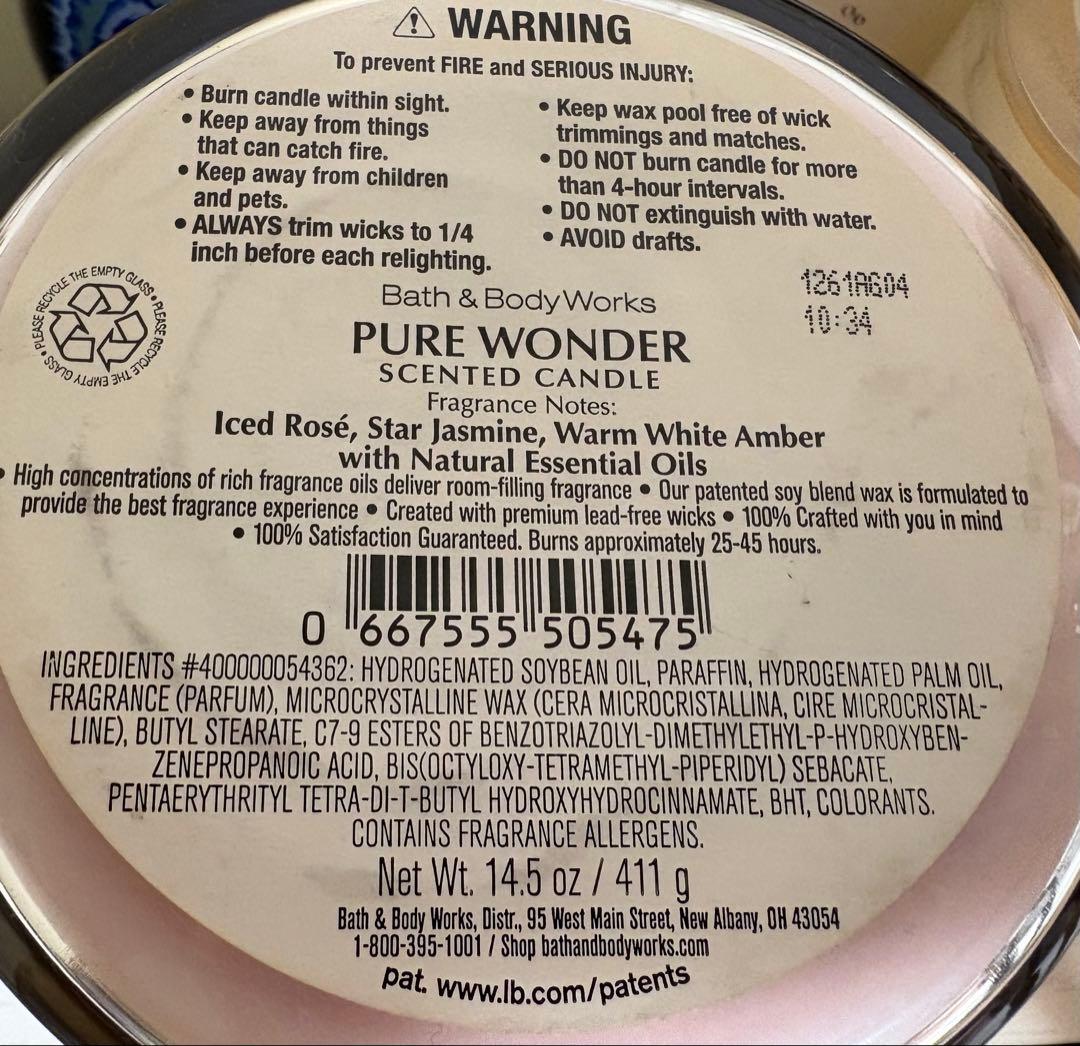 ⚠ WARNING
To prevent FIRE and SERIOUS INJURY:
• Burn candle within sight.
• Keep away from things
that can catch fire.
• Keep away from children
and pets.
• ALWAYS trim wicks to 1/4
inch before each relighting.
• Keep wax pool free of wick
trimmings and matches.
• DO NOT burn candle for more
than 4-hour intervals.
• DO NOT extinguish with water.
• AVOID drafts.
PLEASE RECYCLE THE EMPTY GLASS • PLEASE RECYCLE THE EMPTY GLASS •
1261AG04
10:34
Bath & Body Works
PURE WONDER
SCENTED CANDLE
Fragrance Notes:
Iced Rosé, Star Jasmine, Warm White Amber
with Natural Essential Oils
• High concentrations of rich fragrance oils deliver room-filling fragrance • Our patented soy blend wax is formulated to
provide the best fragrance experience • Created with premium lead-free wicks • 100% Crafted with you in mind
• 100% Satisfaction Guaranteed. Burns approximately 25-45 hours.
0 667555 505475
INGREDIENTS #400000054362: HYDROGENATED SOYBEAN OIL, PARAFFIN, HYDROGENATED PALM OIL,
FRAGRANCE (PARFUM), MICROCRYSTALLINE WAX (CERA MICROCRISTALLINA, CIRE MICROCRISTAL-
LINE), BUTYL STEARATE, C7-9 ESTERS OF BENZOTRIAZOLYL-DIMETHYLETHYL-P-HYDROXYBEN-
ZENEPROPANOIC ACID, BIS(OCTYLOXY-TETRAMETHYL-PIPERIDYL) SEBACATE,
PENTAERYTHRITYL TETRA-DI-T-BUTYL HYDROXYHYDROCINNAMATE, BHT, COLORANTS.
CONTAINS FRAGRANCE ALLERGENS.
Net Wt. 14.5 oz / 411 g
Bath & Body Works, Distr., 95 West Main Street, New Albany, OH 43054
1-800-395-1001 / Shop bathandbodyworks.com
pat. www.lb.com/patents